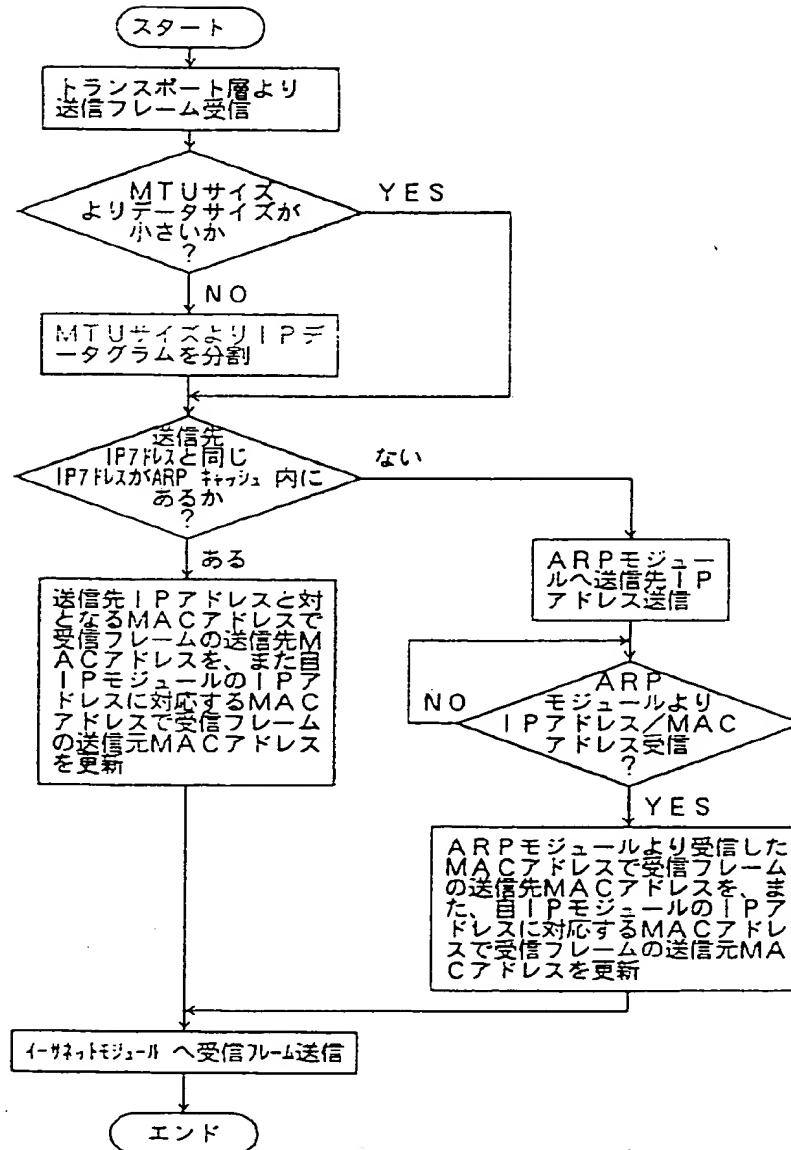 スタート
トランスポート層より
送信フレーム受信
MTUサイズ
よりデータサイズが
小さいか
?
YES
NO
MTUサイズよりIPデ
ータグラムを分割
送信先
IPアドレスと同じ
IPアドレスがARP キャッシュ 内に
あるか
?
ない
ある
送信先IPアドレスと対
となるMACアドレスで
受信フレームの送信先M
ACアドレスを、また自
IPモジュールのIPア
ドレスに対応するMAC
アドレスで受信フレーム
の送信元MACアドレス
を更新
ARPモジュー
ルへ送信先IP
アドレス送信
ARP
モジュールより
IPアドレス/MAC
アドレス受信
?
NO
YES
ARPモジュールより受信した
MACアドレスで受信フレーム
の送信先MACアドレスを、ま
た、自IPモジュールのIPア
ドレスに対応するMACアドレ
スで受信フレームの送信元MA
Cアドレスを更新
イーサネットモジュール へ受信フレーム送信
エンド